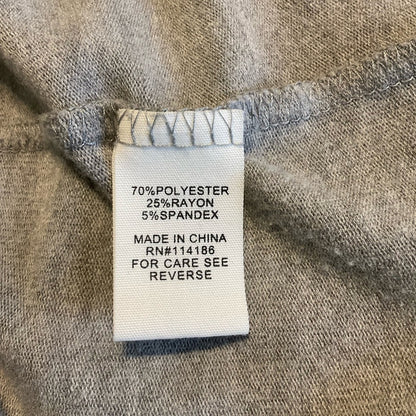 70%POLYESTER
25%RAYON
5%SPANDEX
MADE IN CHINA
RN#114186
FOR CARE SEE
REVERSE